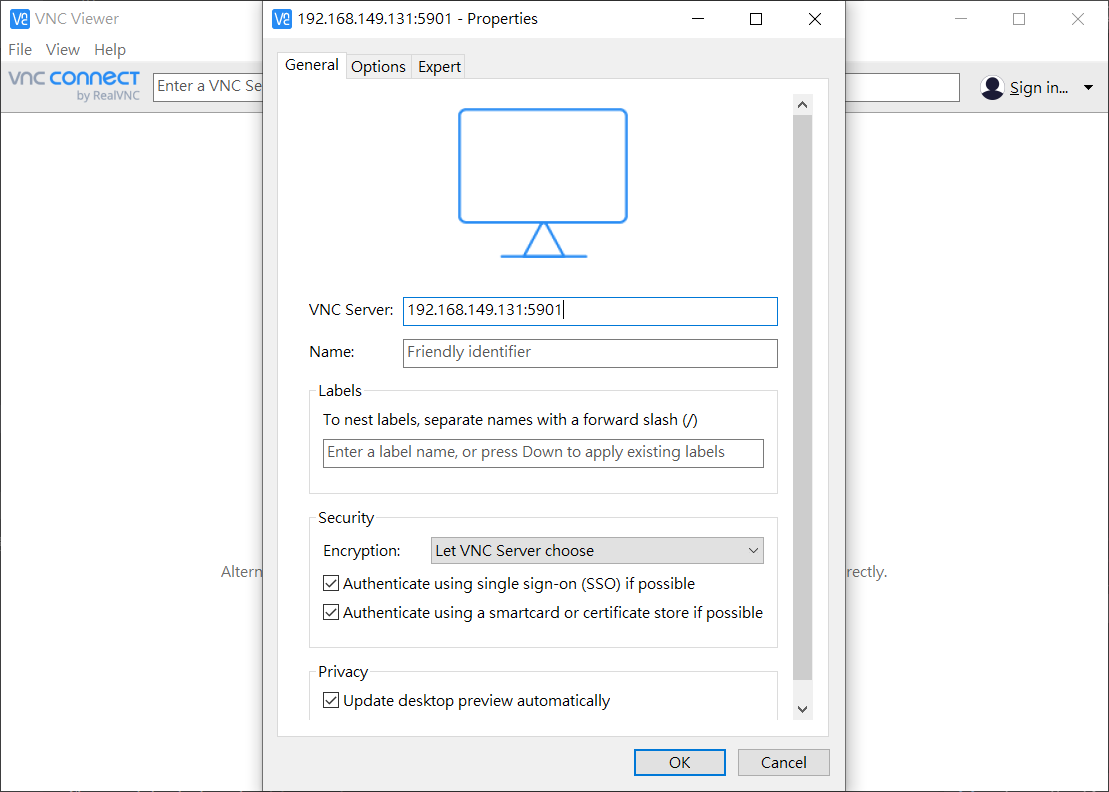 VNC Viewer
File View Help
vnc connect
by RealVNC
Enter a VNC Se
Sign in...
Altern
rectly.
192.168.149.131:5901 - Properties
General Options Expert
VNC Server: 192.168.149.131:5901
Name: Friendly identifier
Labels
To nest labels, separate names with a forward slash (/)
Enter a label name, or press Down to apply existing labels
Security
Encryption: Let VNC Server choose
Authenticate using single sign-on (SSO) if possible
Authenticate using a smartcard or certificate store if possible
Privacy
Update desktop preview automatically
OK Cancel